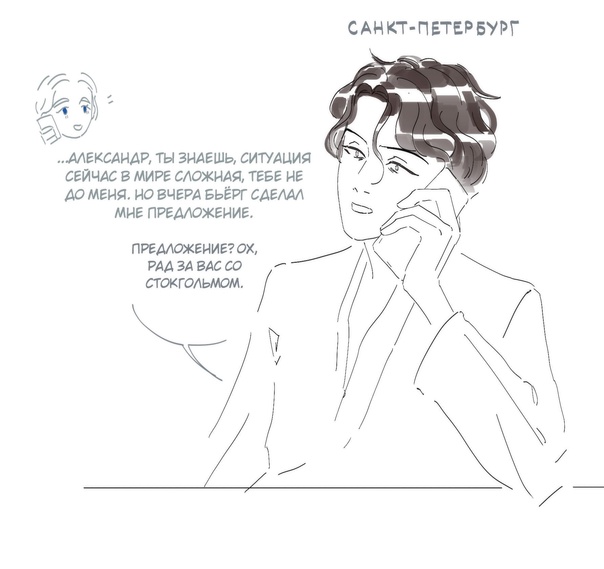 САНКТ-ПЕТЕРБУРГ
...АЛЕКСАНДР, ТЫ ЗНАЕШЬ, СИТУАЦИЯ
СЕЙЧАС В МИРЕ СЛОЖНАЯ, ТЕБЕ НЕ
ДО МЕНЯ. НО ВЧЕРА БЬЁРГ СДЕЛАЛ
МНЕ ПРЕДЛОЖЕНИЕ.
ПРЕДЛОЖЕНИЕ? ОХ,
РАД ЗА ВАС СО
СТОКГОЛЬМОМ.